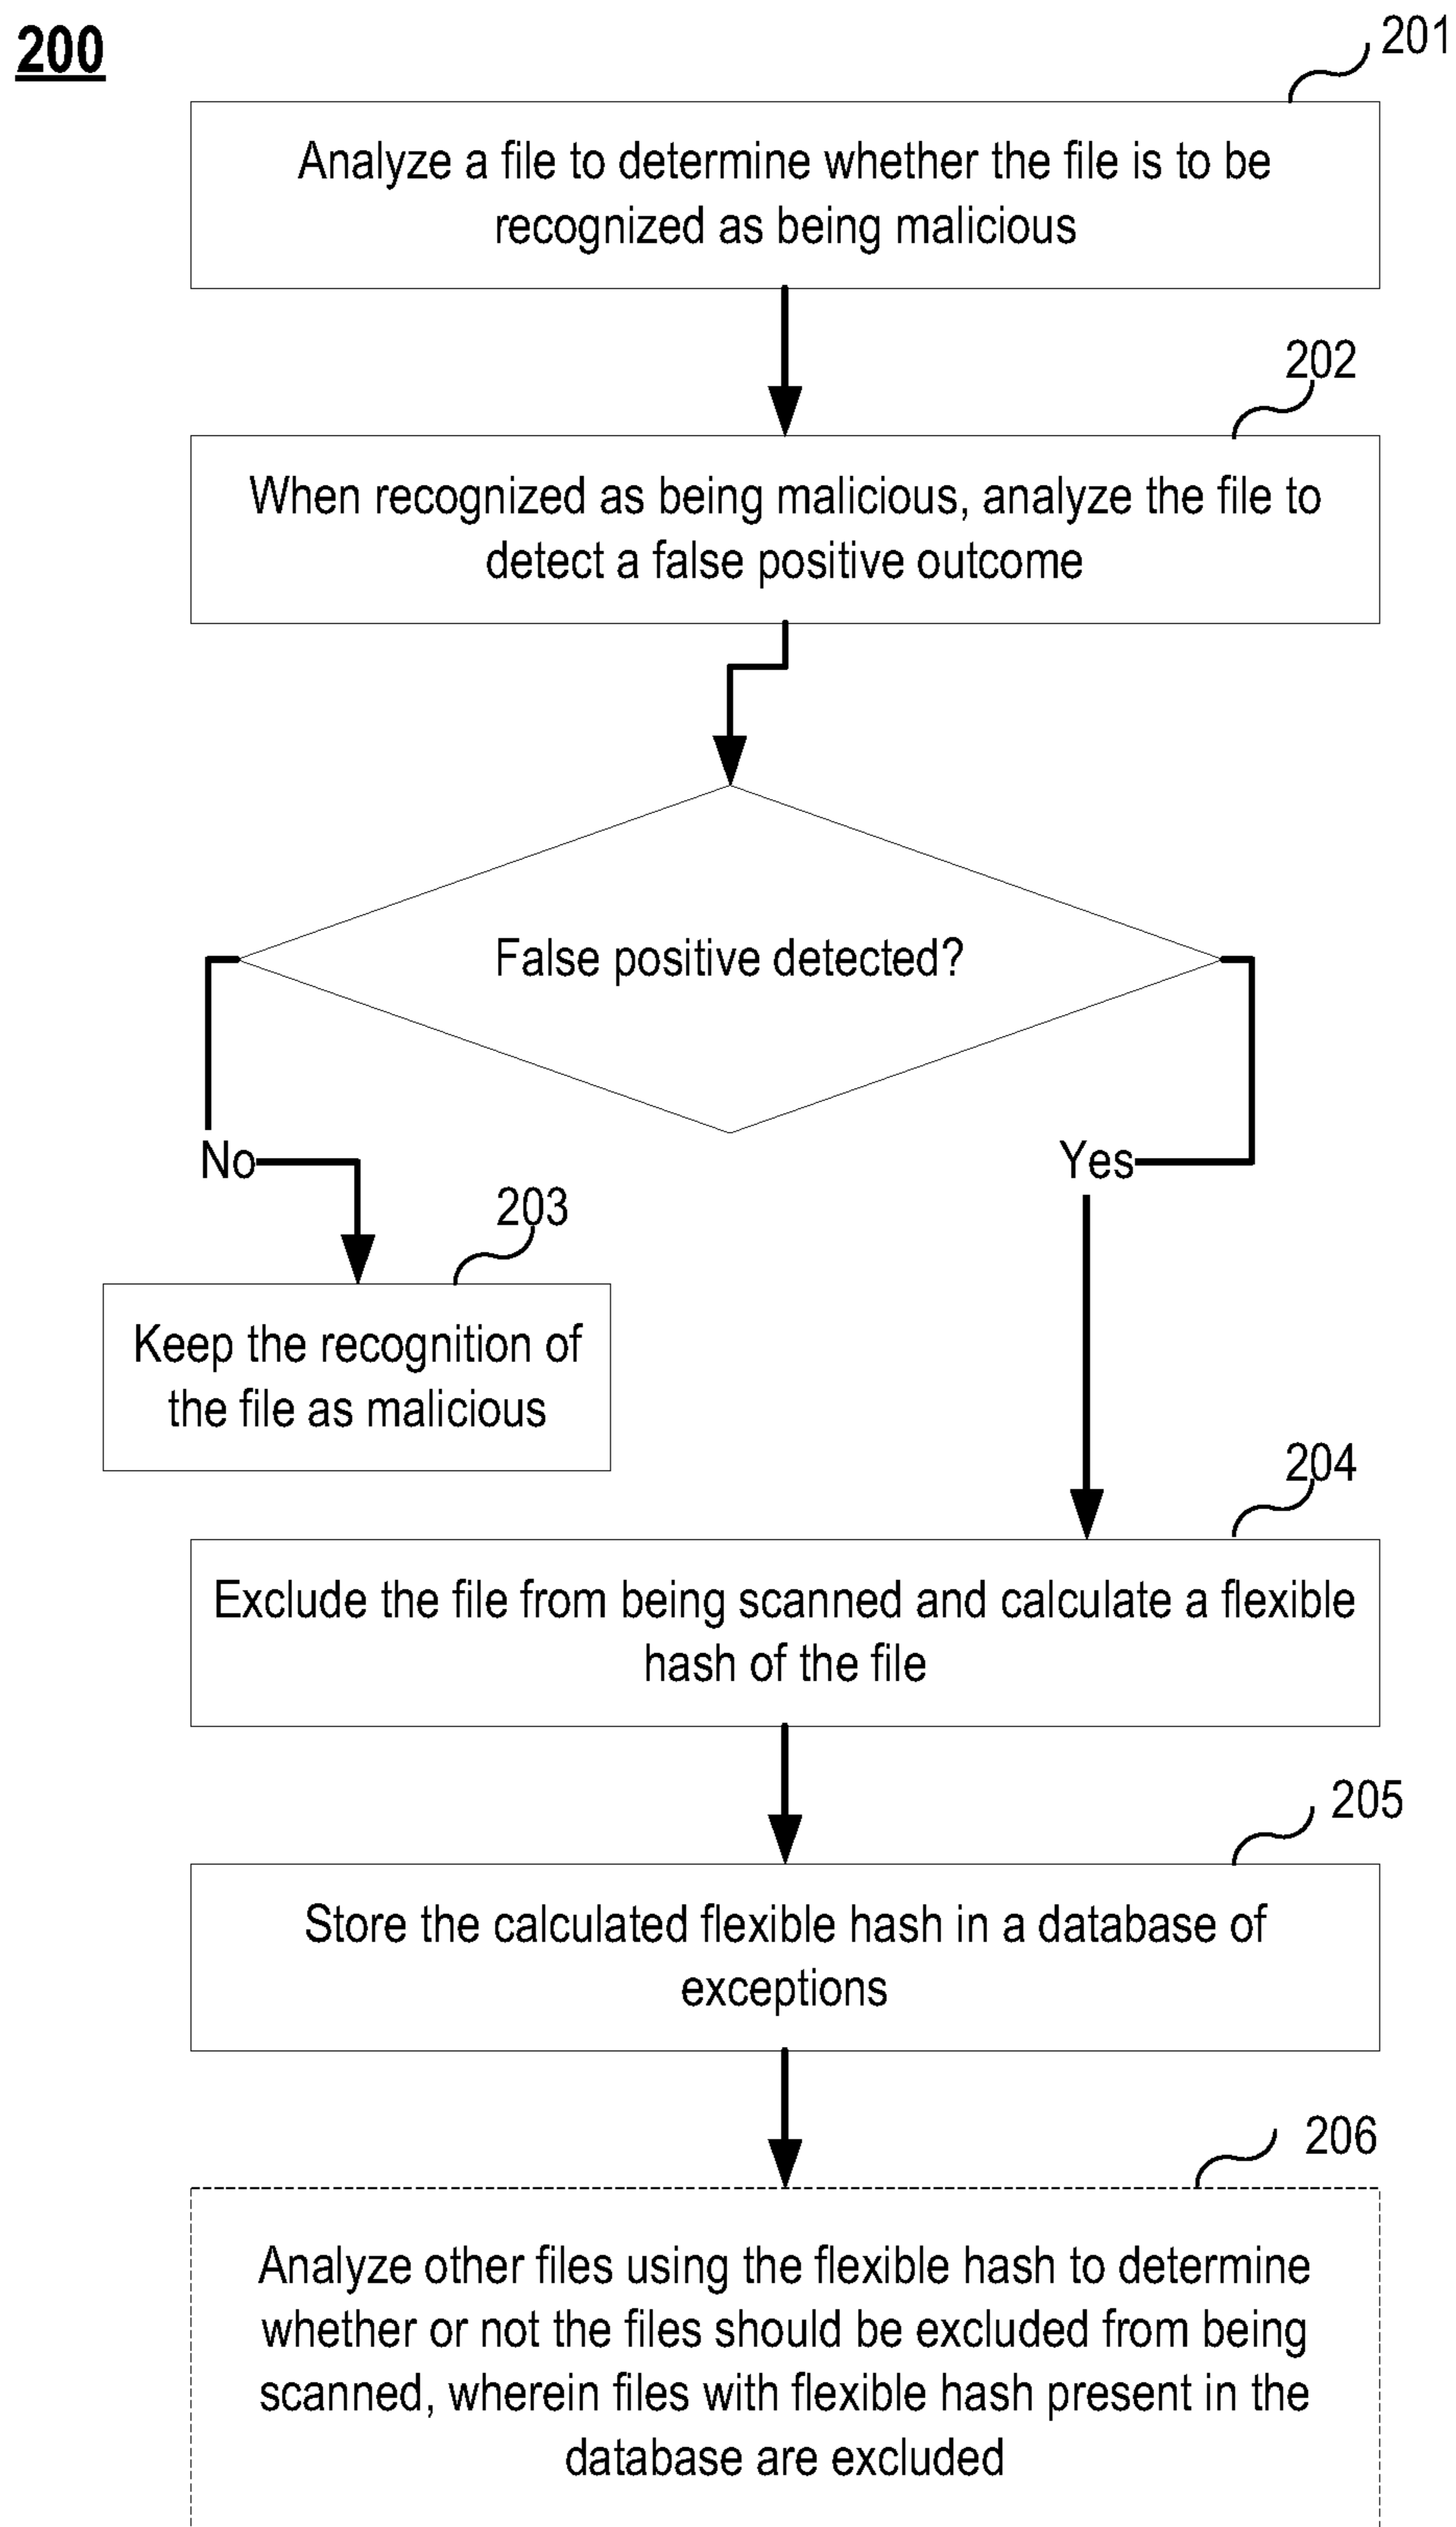 200
201
Analyze a file to determine whether the file is to be
recognized as being malicious
202
When recognized as being malicious, analyze the file to
detect a false positive outcome
False positive detected?
No
Yes
203
Keep the recognition of
the file as malicious
204
Exclude the file from being scanned and calculate a flexible
hash of the file
205
Store the calculated flexible hash in a database of
exceptions
206
Analyze other files using the flexible hash to determine
whether or not the files should be excluded from being
scanned, wherein files with flexible hash present in the
database are excluded